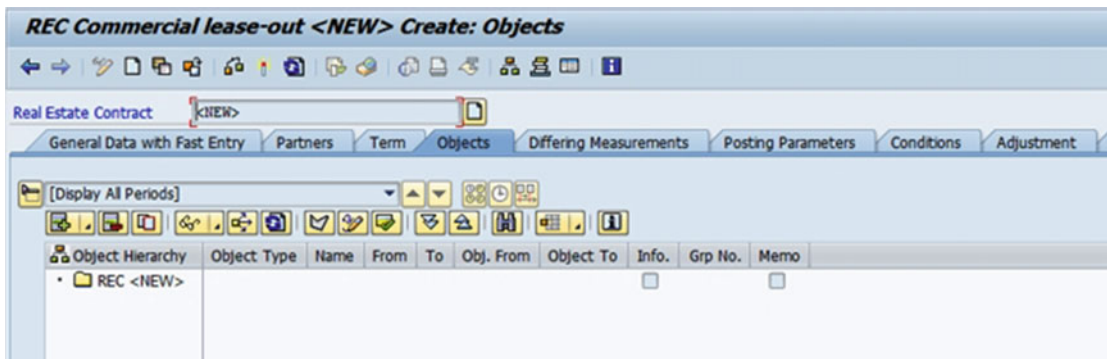 REC Commercial lease-out <NEW> Create: Objects
Real Estate Contract <NEW>
General Data with Fast Entry Partners Term Objects Differing Measurements Posting Parameters Conditions Adjustment
[Display All Periods]
Object Hierarchy Object Type Name From To Obj. From Object To Info. Grp No. Memo
REC <NEW>